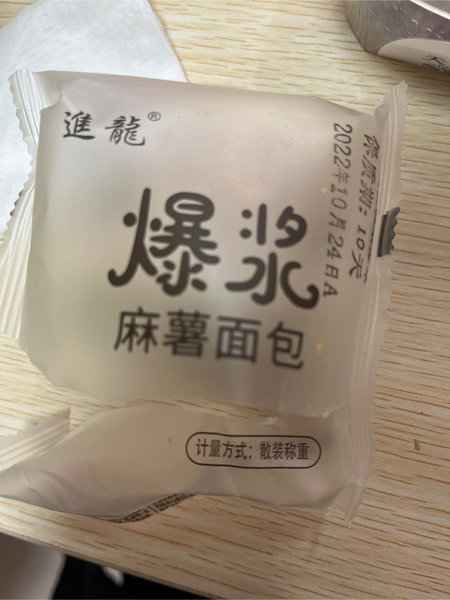 進龍®
保质期:10天
2022年10月24日A
爆浆
麻薯面包
计量方式:散装称重